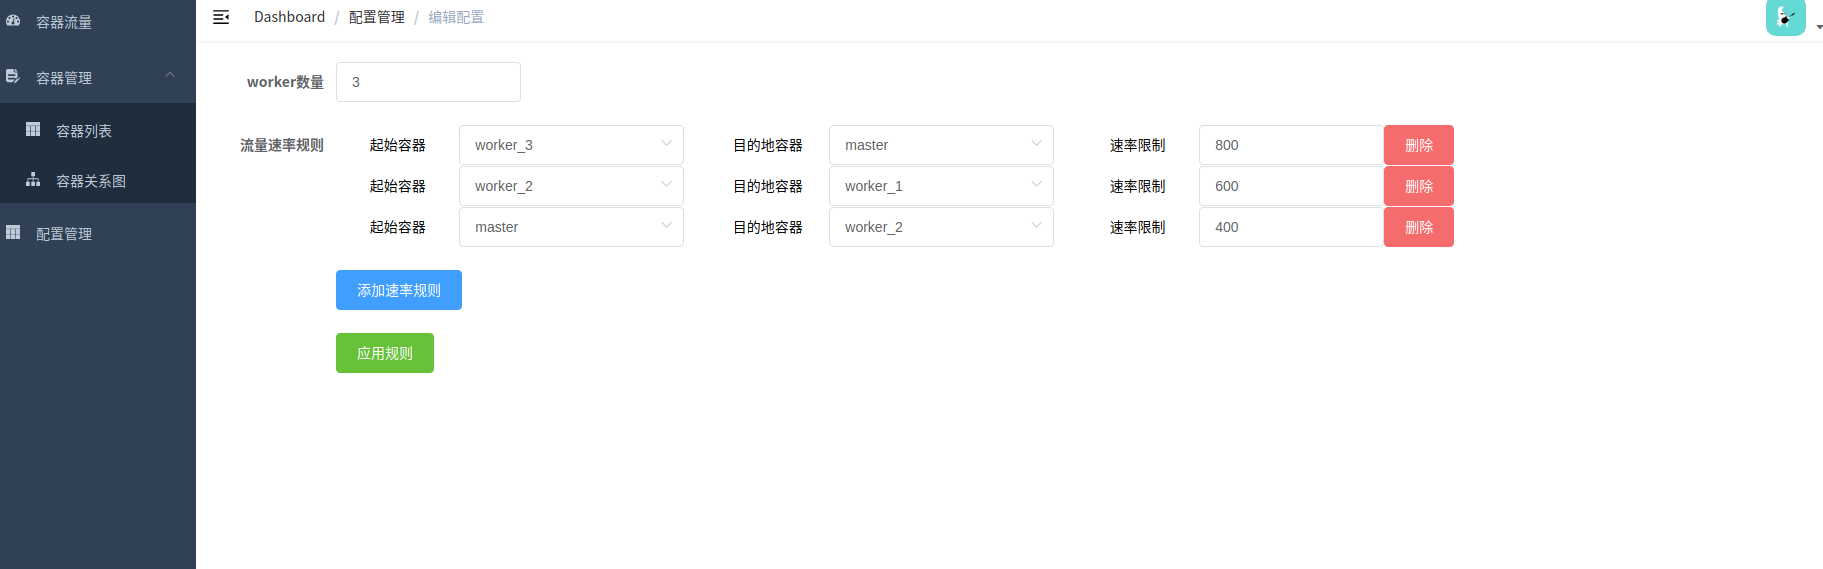 容器流量
容器管理
容器列表
容器关系图
配置管理
Dashboard / 配置管理 / 编辑配置
worker数量 3
流量速率规则 起始容器 worker_3 目的地容器 master 速率限制 800 删除
起始容器 worker_2 目的地容器 worker_1 速率限制 600 删除
起始容器 master 目的地容器 worker_2 速率限制 400 删除
添加速率规则
应用规则